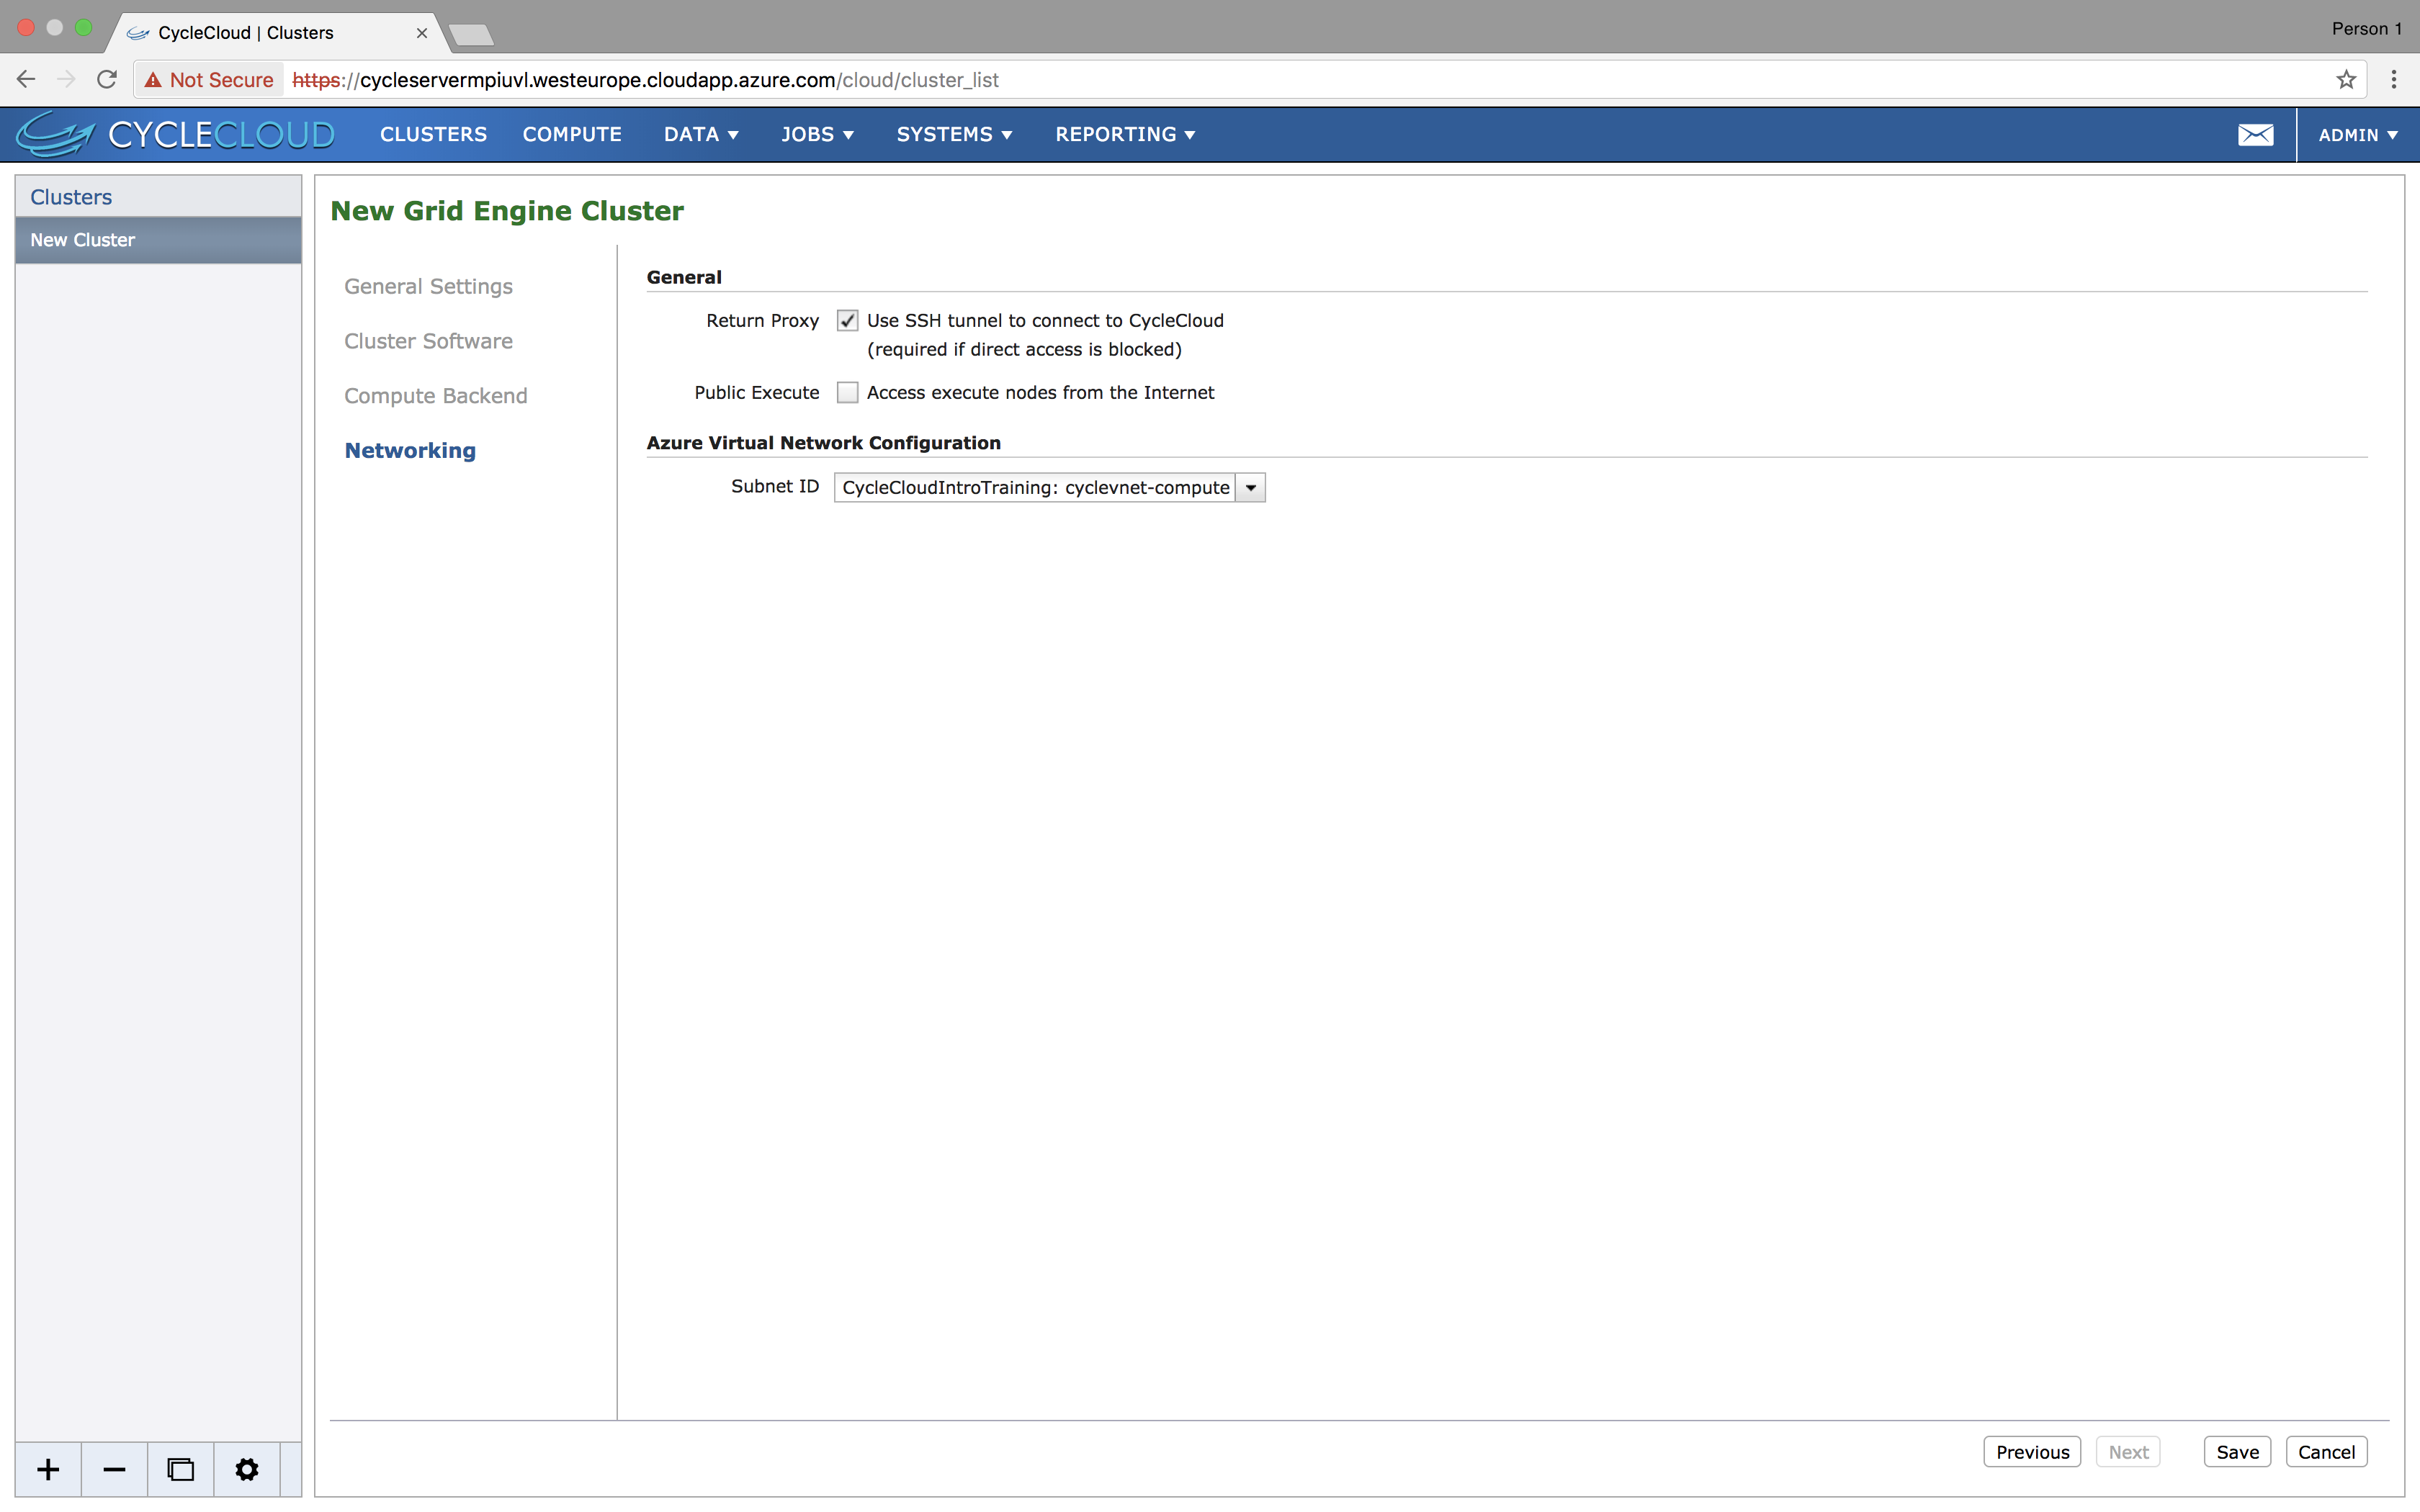 CycleCloud | Clusters
Person 1
Not Secure https://cycleservermpiuvl.westeurope.cloudapp.azure.com/cloud/cluster_list
CYCLECLOUD CLUSTERS COMPUTE DATA JOBS SYSTEMS REPORTING ADMIN
Clusters
New Cluster
New Grid Engine Cluster
General Settings
Cluster Software
Compute Backend
Networking
General
Return Proxy Use SSH tunnel to connect to CycleCloud
(required if direct access is blocked)
Public Execute Access execute nodes from the Internet
Azure Virtual Network Configuration
Subnet ID CycleCloudIntroTraining: cyclevnet-compute
Previous Next Save Cancel